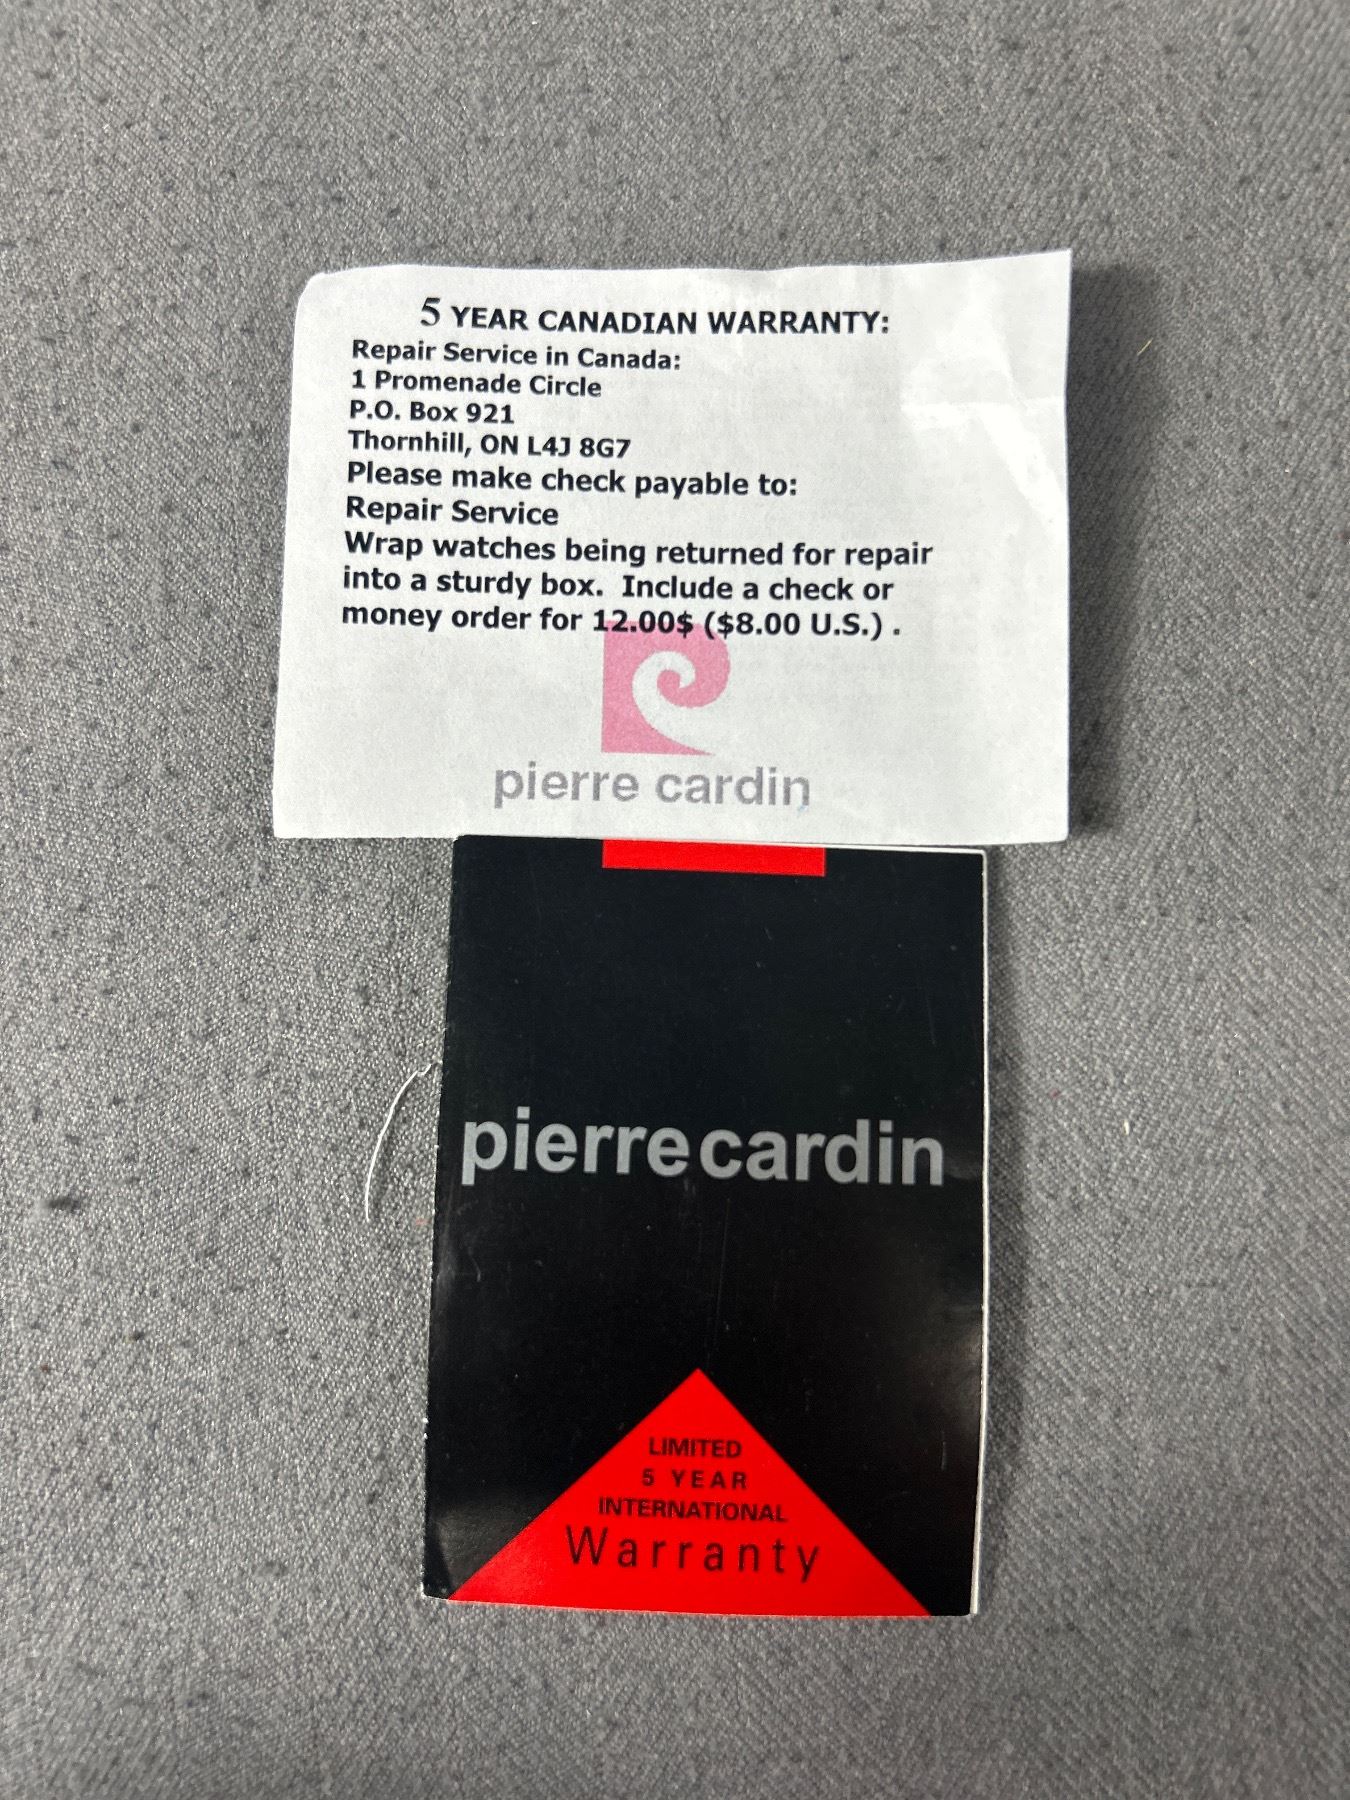 5 YEAR CANADIAN WARRANTY:
Repair Service in Canada:
1 Promenade Circle
P.O. Box 921
Thornhill, ON L4J 8G7
Please make check payable to:
Repair Service
Wrap watches being returned for repair
into a sturdy box.  Include a check or
money order for 12.00$ ($8.00 U.S.) .
pierre cardin
pierrecardin
LIMITED
5 YEAR
INTERNATIONAL
Warranty